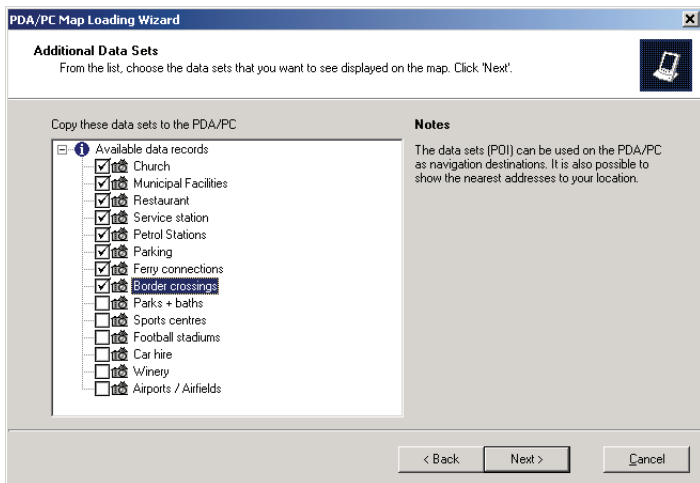 PDA/PC Map Loading Wizard
Additional Data Sets
From the list, choose the data sets that you want to see displayed on the map. Click 'Next'.
Copy these data sets to the PDA/PC
Available data records
Church
Municipal Facilities
Restaurant
Service station
Petrol Stations
Parking
Ferry connections
Border crossings
Parks + baths
Sports centres
Football stadiums
Car hire
Winery
Airports / Airfields
Notes
The data sets (POI) can be used on the PDA/PC
as navigation destinations. It is also possible to
show the nearest addresses to your location.
< Back
Next >
Cancel